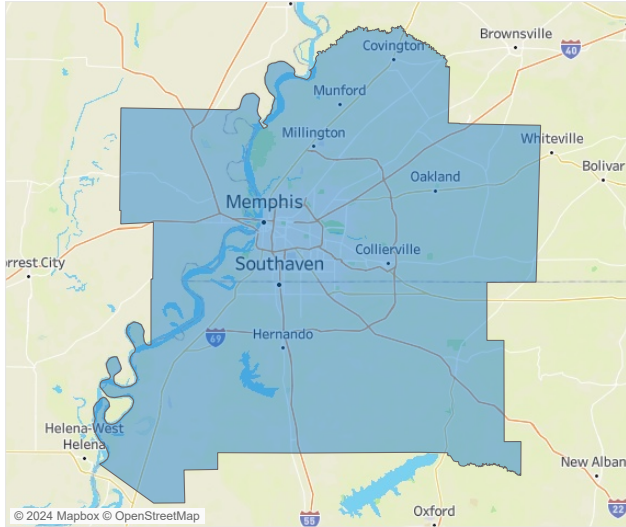 Covington
Brownsville
40
Munford
Millington
Whiteville
Bolivar
Oakland
Memphis
Collierville
rrest City
Southaven
69
Hernando
Helena-West
Helena
New Alban
Oxford
55
22
© 2024 Mapbox © OpenStreetMap